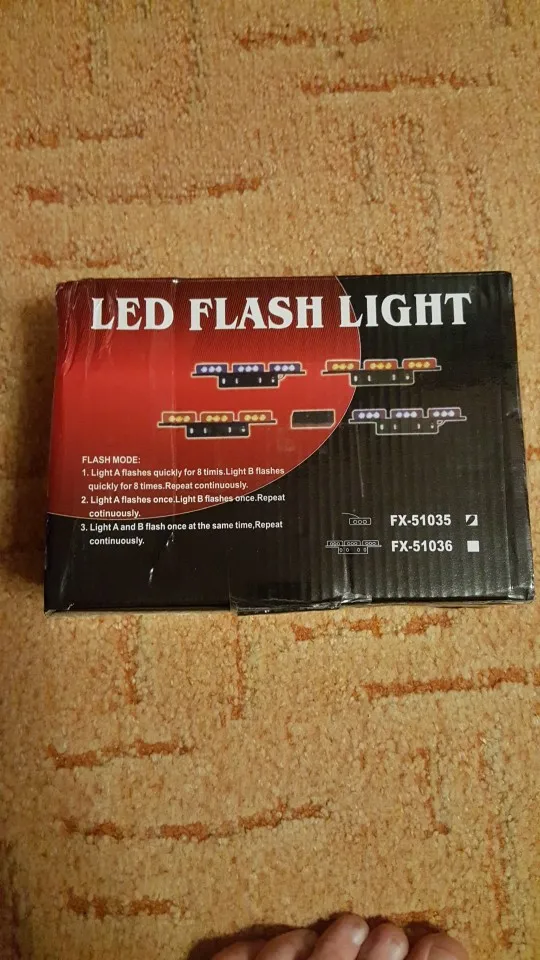 LED FLASH LIGHT
FLASH MODE:
1. Light A flashes quickly for 8 timis.Light B flashes
quickly for 8 times.Repeat continuously.
2. Light A flashes once.Light B flashes once.Repeat
cotinuously.
3. Light A and B flash once at the same time,Repeat
continuously.
FX-51035
FX-51036